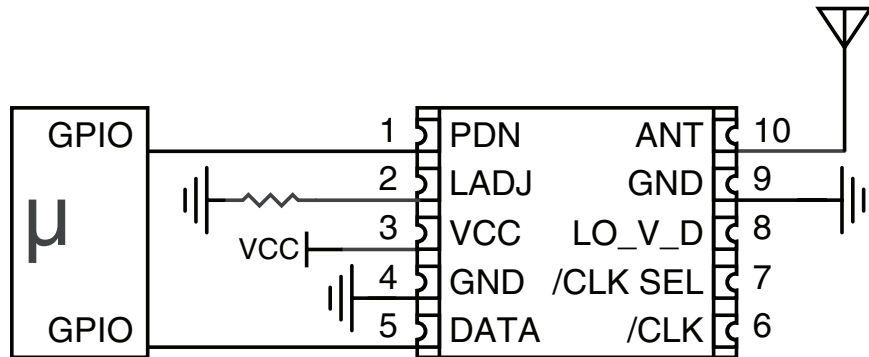 GPIO 1 PDN ANT 10
2 LADJ GND 9
μ 3 VCC LO_V_D 8
VCC
4 GND /CLK SEL 7
GPIO 5 DATA /CLK 6